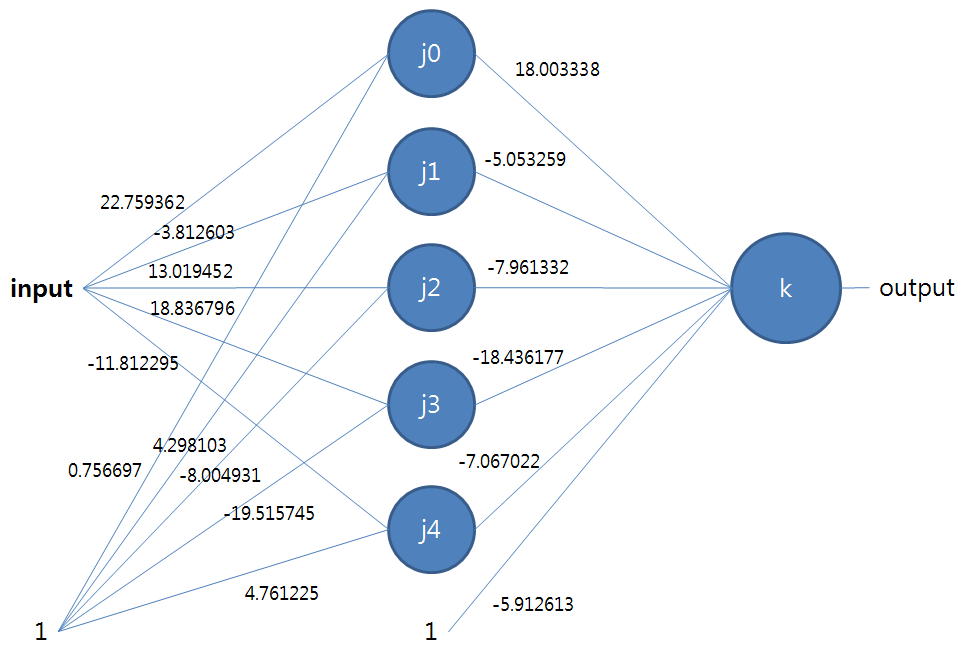 j0
18.003338
j1
-5.053259
22.759362
-3.812603
13.019452
-7.961332
input
j2
k
output
18.836796
-11.812295
-18.436177
j3
4.298103
0.756697
-8.004931
-7.067022
-19.515745
j4
4.761225
-5.912613
1
1